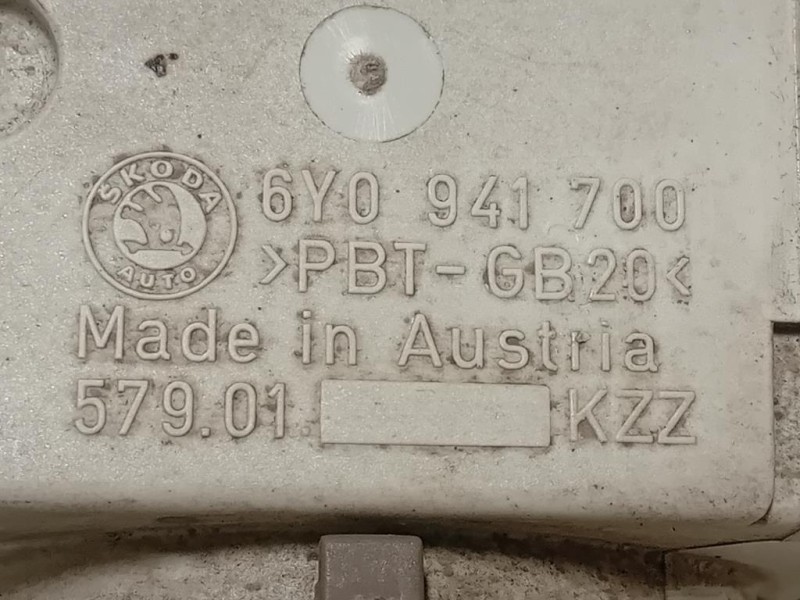 ŠKODA
AUTO
6Y0 941 700
>PBT-GB20<
Made in Austria
579.01 KZZ